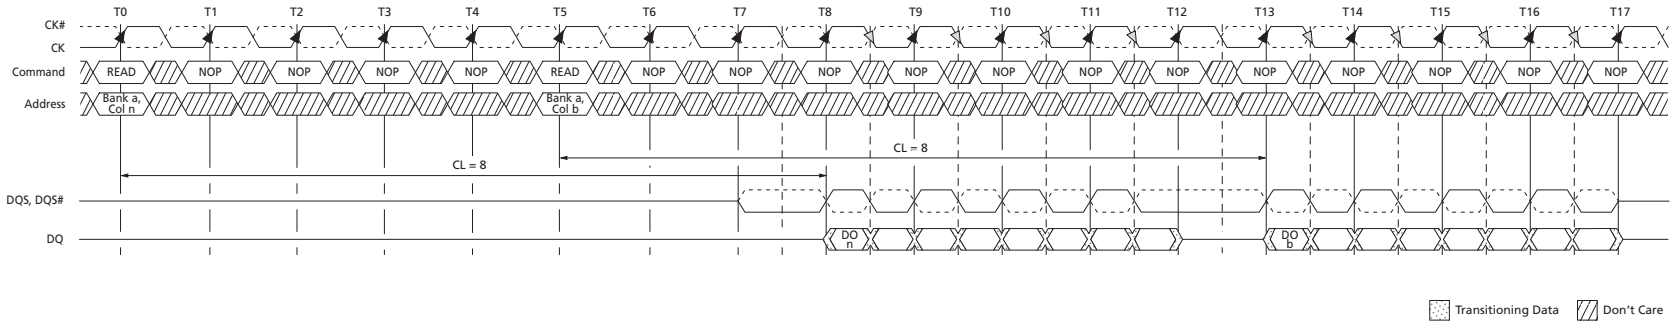 T0 T1 T2 T3 T4 T5 T6 T7 T8 T9 T10 T11 T12 T13 T14 T15 T16 T17
CK#
CK
Command READ NOP NOP NOP NOP READ NOP NOP NOP NOP NOP NOP NOP NOP NOP NOP NOP NOP
Address Bank a, Col n Bank a, Col b
CL = 8
CL = 8
DQS, DQS#
DQ DO n DO b
Transitioning Data Don't Care